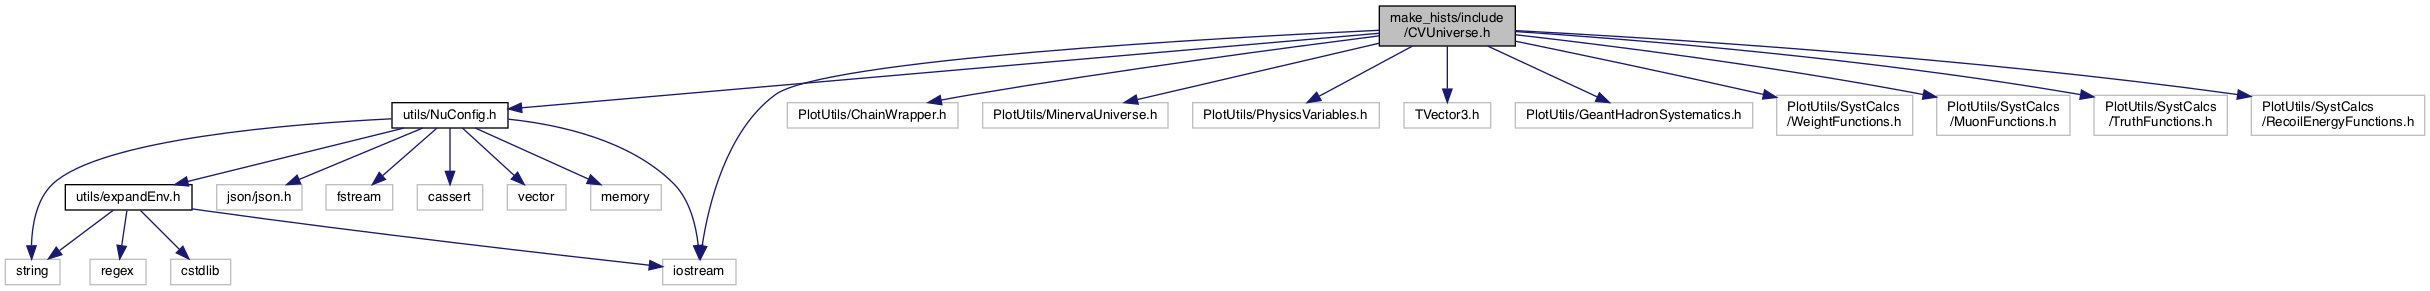 make_hists/include
/CVUniverse.h
utils/NuConfig.h
PlotUtils/ChainWrapper.h
PlotUtils/MinervaUniverse.h
PlotUtils/PhysicsVariables.h
TVector3.h
PlotUtils/GeantHadronSystematics.h
PlotUtils/SystCalcs
/WeightFunctions.h
PlotUtils/SystCalcs
/MuonFunctions.h
PlotUtils/SystCalcs
/TruthFunctions.h
PlotUtils/SystCalcs
/RecoilEnergyFunctions.h
utils/expandEnv.h
json/json.h
fstream
cassert
vector
memory
string
regex
cstdlib
iostream